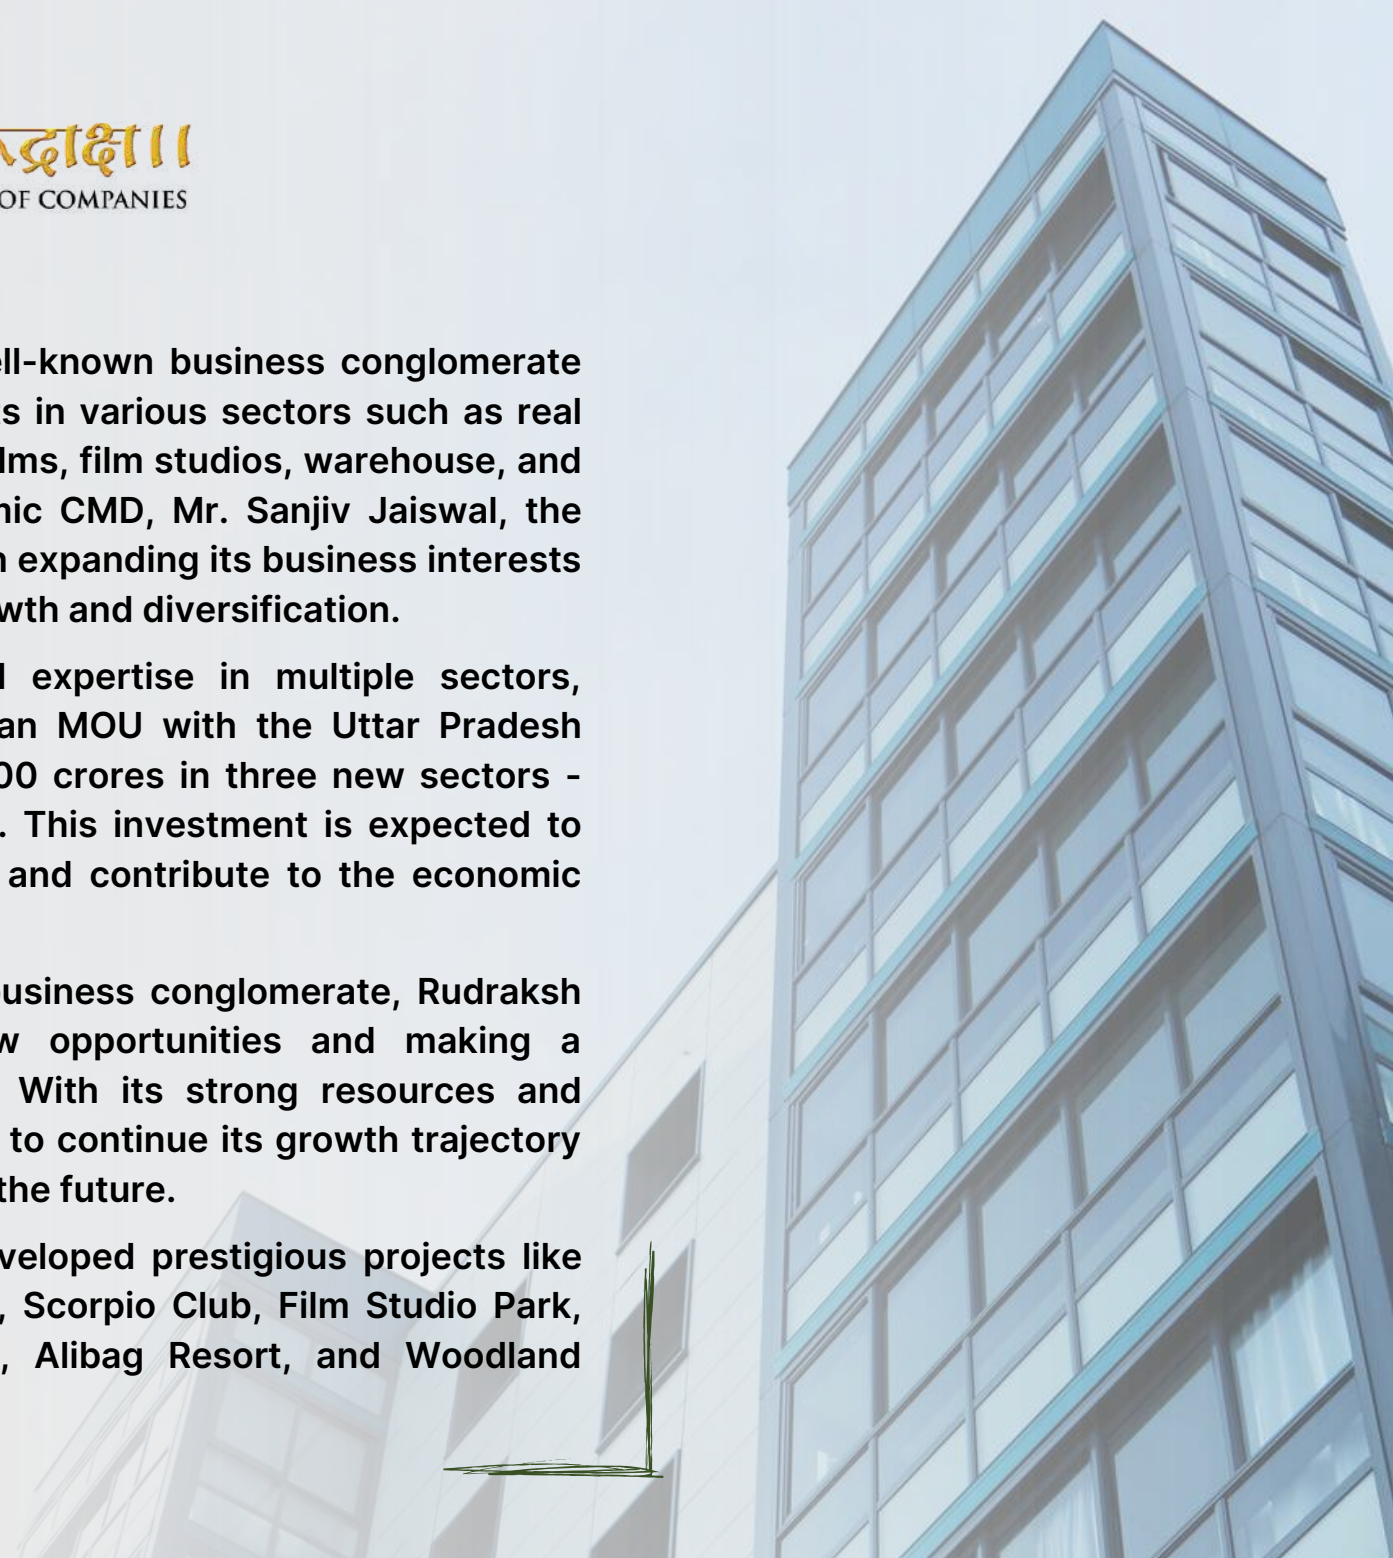 द्राक्ष।।
OF COMPANIES
ell-known business conglomerate
ts in various sectors such as real
lms, film studios, warehouse, and
mic CMD, Mr. Sanjiv Jaiswal, the
n expanding its business interests
wth and diversification.
d expertise in multiple sectors,
an MOU with the Uttar Pradesh
00 crores in three new sectors -
. This investment is expected to
and contribute to the economic
business conglomerate, Rudraksh
w opportunities and making a
With its strong resources and
to continue its growth trajectory
the future.
veloped prestigious projects like
, Scorpio Club, Film Studio Park,
, Alibag Resort, and Woodland